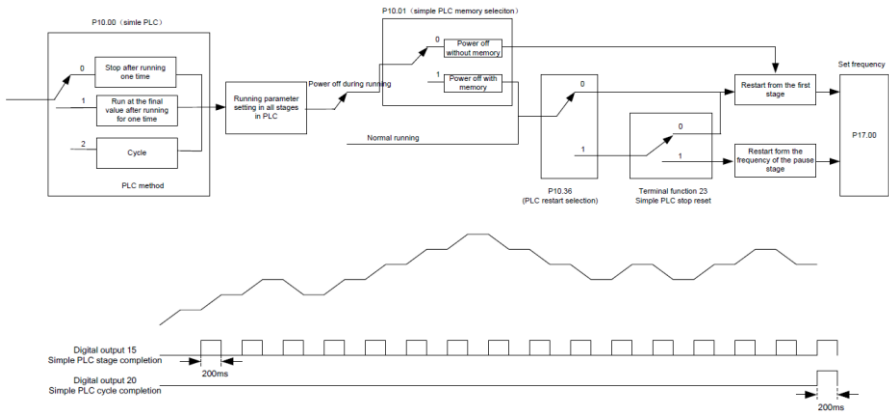 P10.00（simle PLC）
0
Stop after running
one time
1
Run at the final
value after running
for one time
2
Cycle
PLC method
Running parameter
setting in all stages
in PLC
Power off during running
Normal running
P10.01（simple PLC memory seleciton）
0
Power off
without memory
1
Power off with
memory
0
1
P10.36
(PLC restart selection)
0
1
Terminal function 23
Simple PLC stop reset
Restart from the first
stage
Restart form the
frequency of the pause
stage
Set frequency
P17.00
Digital output 15
Simple PLC stage completion
200ms
Digital output 20
Simple PLC cycle completion
200ms